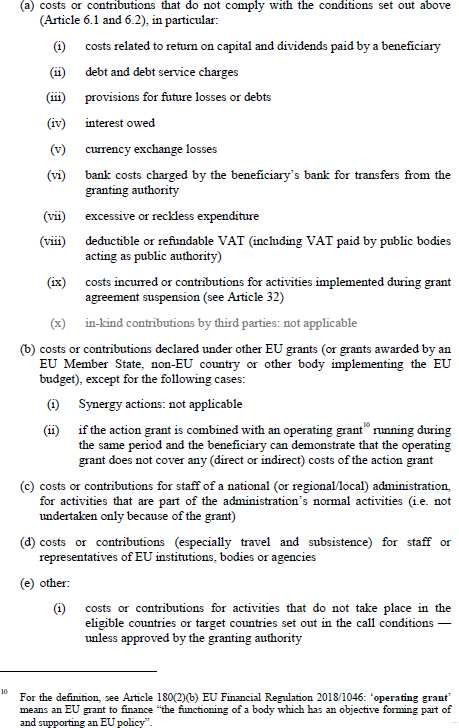 (a) costs or contributions that do not comply with the conditions set out above
(Article 6.1 and 6.2), in particular:
(i) costs related to return on capital and dividends paid by a beneficiary
(ii) debt and debt service charges
(iii) provisions for future losses or debts
(iv) interest owed
(v) currency exchange losses
(vi) bank costs charged by the beneficiary's bank for transfers from the
granting authority
(vii) excessive or reckless expenditure
(viii) deductible or refundable VAT (including VAT paid by public bodies
acting as public authority)
(ix) costs incurred or contributions for activities implemented during grant
agreement suspension (see Article 32)
(x) in-kind contributions by third parties: not applicable
(b) costs or contributions declared under other EU grants (or grants awarded by an
EU Member State, non-EU country or other body implementing the EU
budget), except for the following cases:
(i) Synergy actions: not applicable
(ii) if the action grant is combined with an operating grant10 running during
the same period and the beneficiary can demonstrate that the operating
grant does not cover any (direct or indirect) costs of the action grant
(c) costs or contributions for staff of a national (or regional/local) administration,
for activities that are part of the administration's normal activities (i.e. not
undertaken only because of the grant)
(d) costs or contributions (especially travel and subsistence) for staff or
representatives of EU institutions, bodies or agencies
(e) other:
(i) costs or contributions for activities that do not take place in the
eligible countries or target countries set out in the call conditions —
unless approved by the granting authority
10 For the definition, see Article 180(2)(b) EU Financial Regulation 2018/1046: 'operating grant'
means an EU grant to finance "the functioning of a body which has an objective forming part of
and supporting an EU policy".